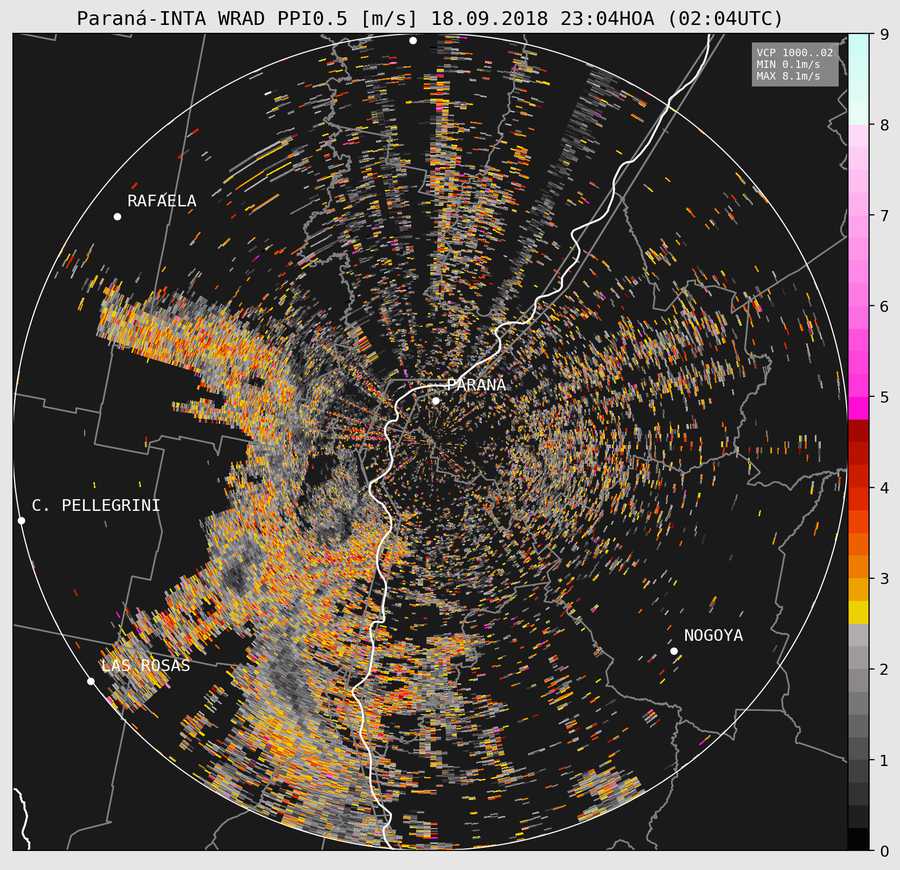 Paraná-INTA WRAD PPI0.5 [m/s] 18.09.2018 23:04HOA (02:04UTC)
VCP 1000..02
MIN 0.1m/s
MAX 8.1m/s
RAFAELA
PARANÁ
C. PELLEGRINI
NOGOYA
LAS ROSAS
9
8
7
6
5
4
3
2
1
0